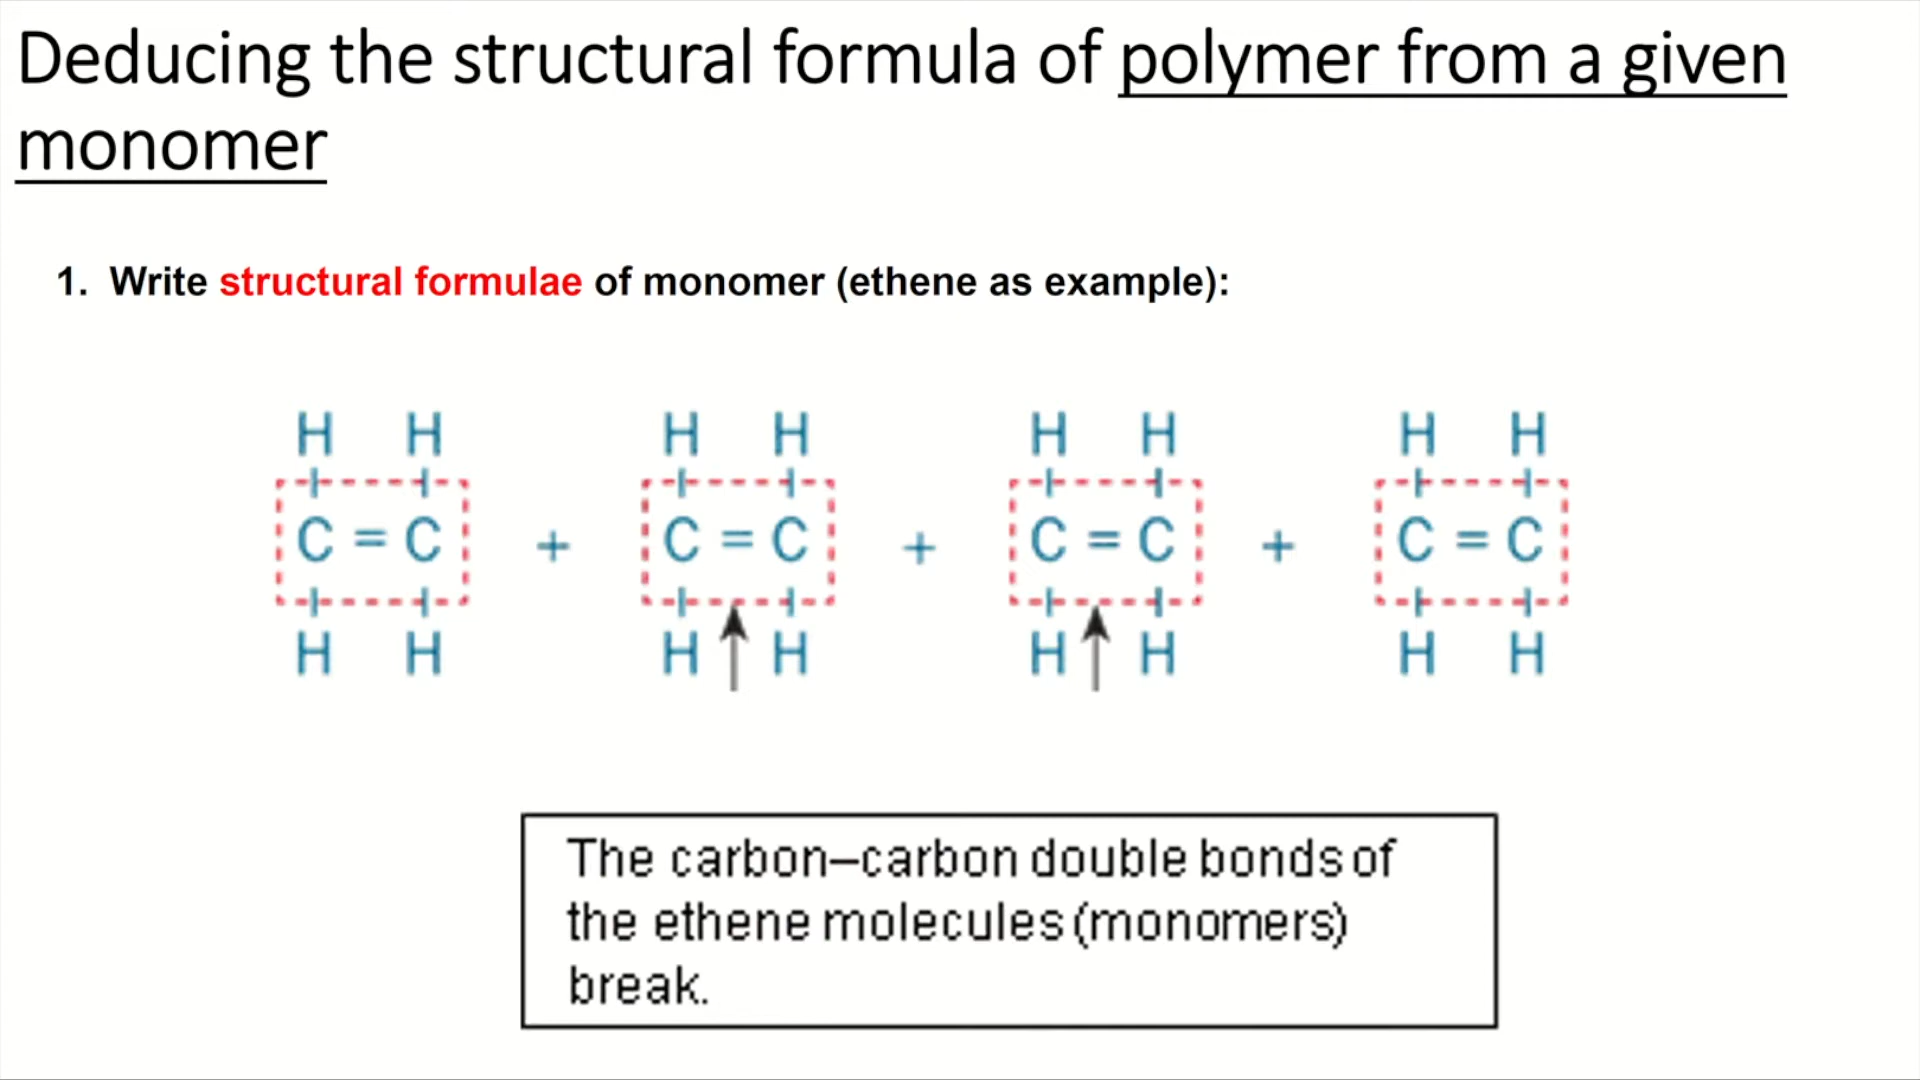 Deducing the structural formula of polymer from a given
monomer
1. Write structural formulae of monomer (ethene as example):
H H H H H H H H
C = C + C = C + C = C + C = C
H H H H H H H H
The carbon–carbon double bonds of
the ethene molecules (monomers)
break.